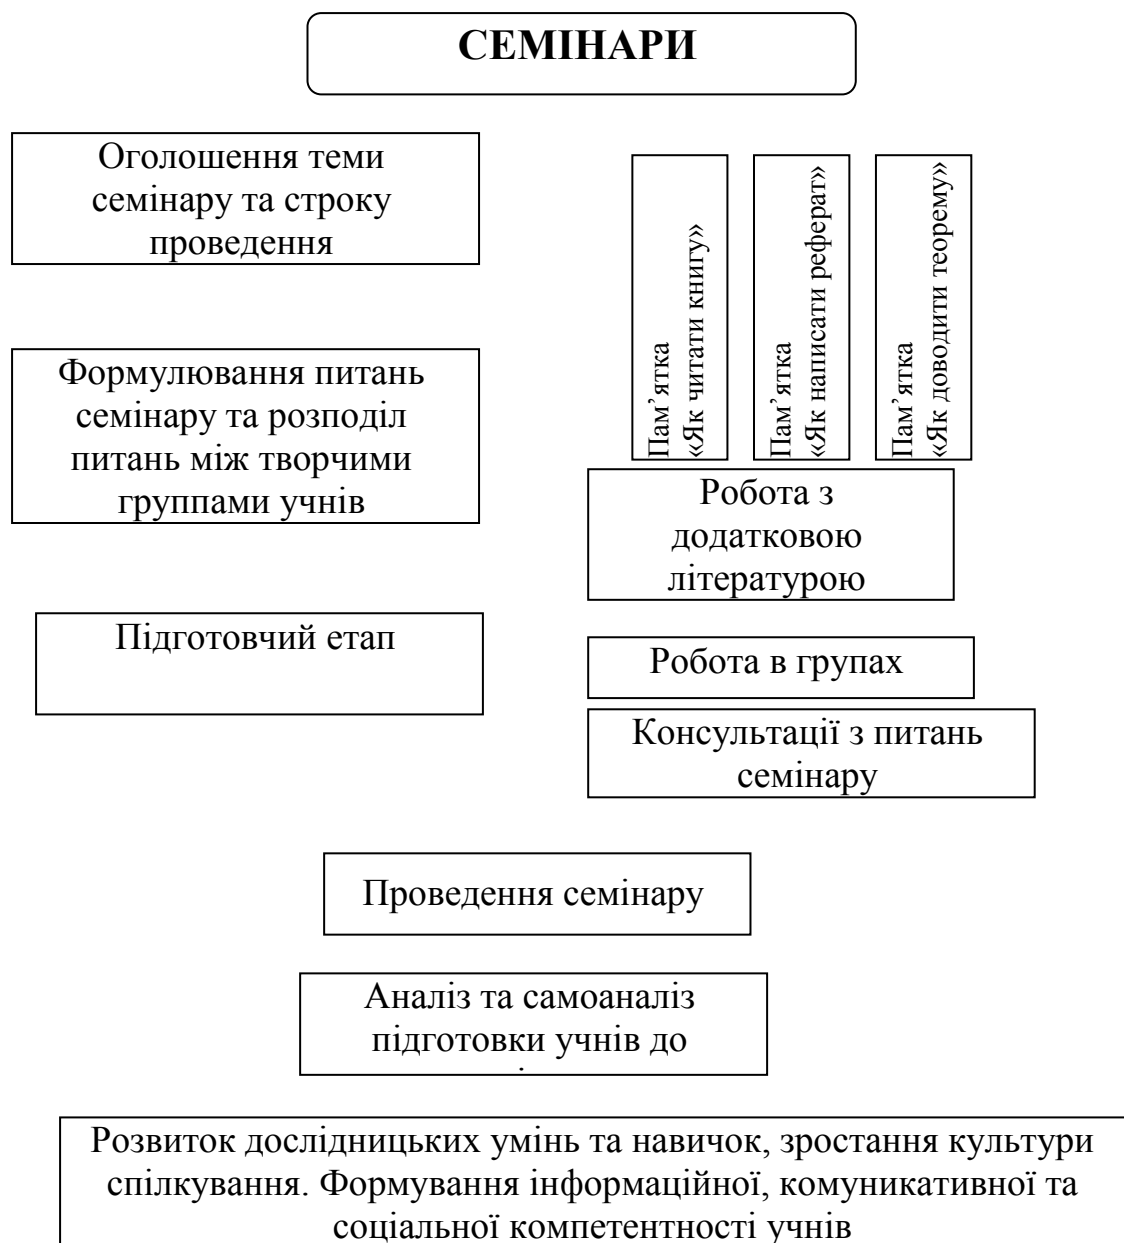 СЕМІНАРИ
Оголошення теми
семінару та строку
проведення
Пам’ятка
«Як читати книгу»
Пам’ятка
«Як написати реферат»
Пам’ятка
«Як доводити теорему»
Формулювання питань
семінару та розподіл
питань між творчими
группами учнів
Робота з
додатковою
літературою
Підготовчий етап
Робота в групах
Консультації з питань
семінару
Проведення семінару
Аналіз та самоаналіз
підготовки учнів до
Розвиток дослідницьких умінь та навичок, зростання культури
спілкування. Формування інформаційної, комуникативної та
соціальної компетентності учнів